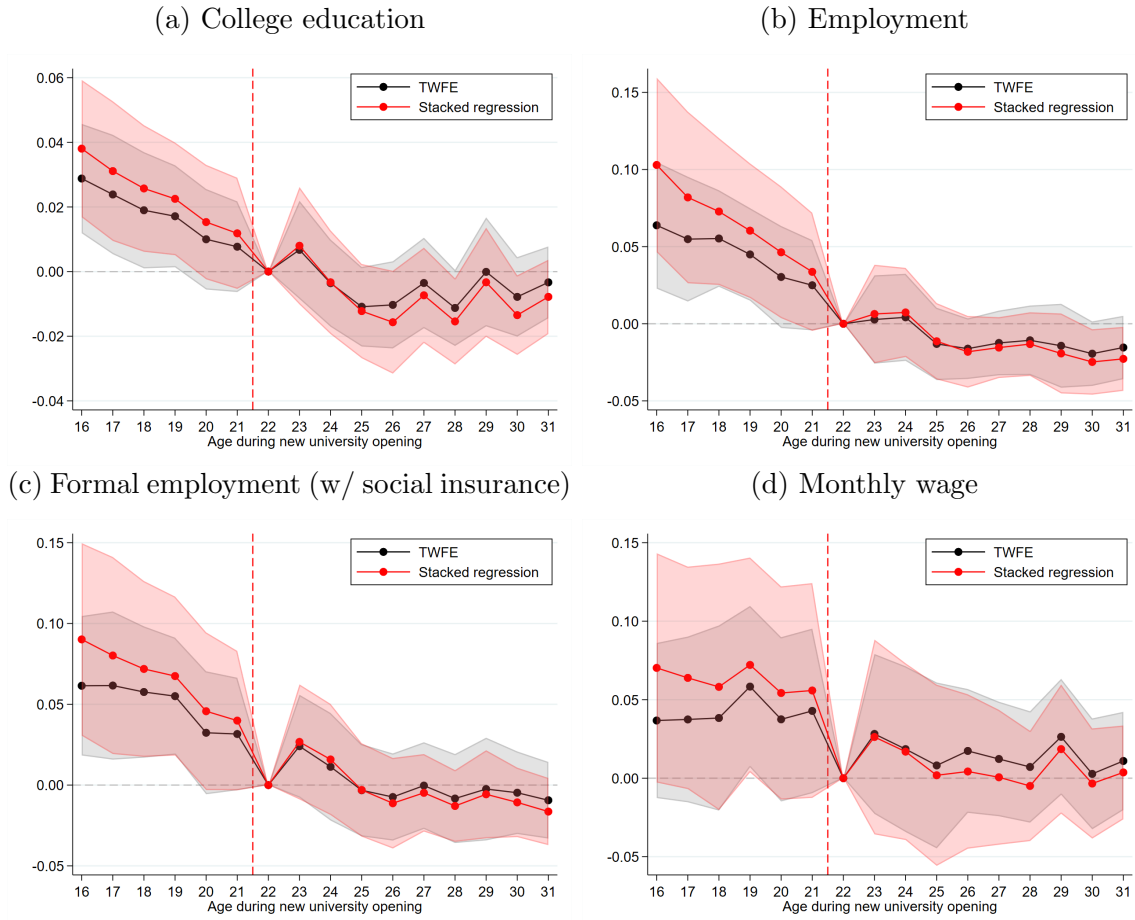 (a) College education
TWFE
Stacked regression
0.06
0.04
0.02
0.00
-0.02
-0.04
16 17 18 19 20 21 22 23 24 25 26 27 28 29 30 31
Age during new university opening
(b) Employment
TWFE
Stacked regression
0.15
0.10
0.05
0.00
-0.05
16 17 18 19 20 21 22 23 24 25 26 27 28 29 30 31
Age during new university opening
(c) Formal employment (w/ social insurance)
TWFE
Stacked regression
0.15
0.10
0.05
0.00
-0.05
16 17 18 19 20 21 22 23 24 25 26 27 28 29 30 31
Age during new university opening
(d) Monthly wage
TWFE
Stacked regression
0.15
0.10
0.05
0.00
-0.05
16 17 18 19 20 21 22 23 24 25 26 27 28 29 30 31
Age during new university opening